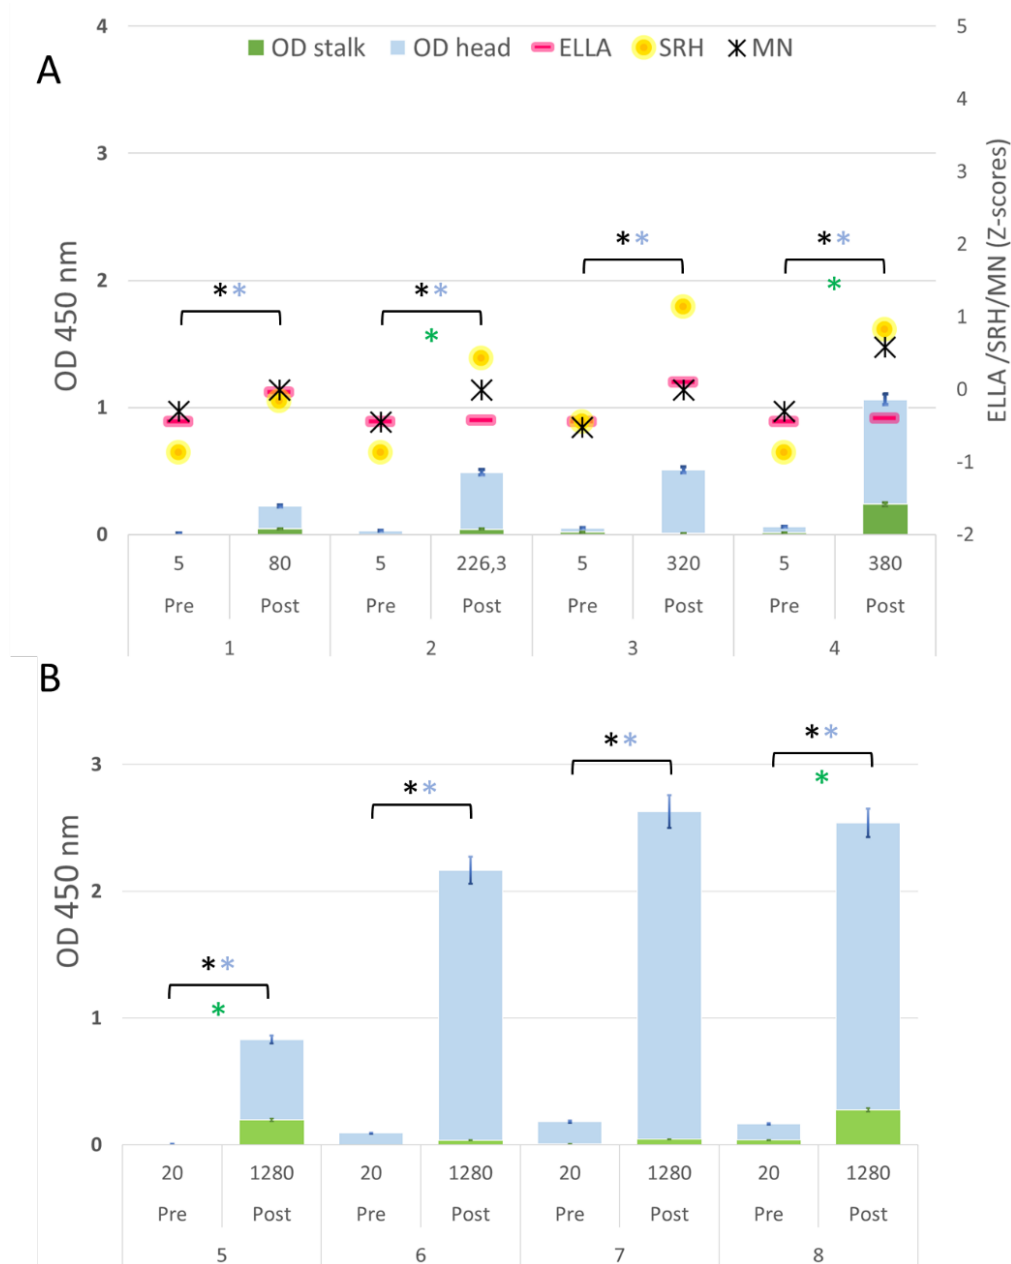 A
OD stalk OD head ELLA SRH MN
4
3
2
1
0
OD 450 nm
5
4
3
2
1
0
-1
-2
ELLA /SRH/MN (Z-scores)
* *
* *
*
* *
* *
*
5 80 5 226,3 5 320 5 380
Pre Post Pre Post Pre Post Pre Post
1 2 3 4
B
3
2
1
0
OD 450 nm
* *
*
* *
* *
* *
*
20 1280 20 1280 20 1280 20 1280
Pre Post Pre Post Pre Post Pre Post
5 6 7 8